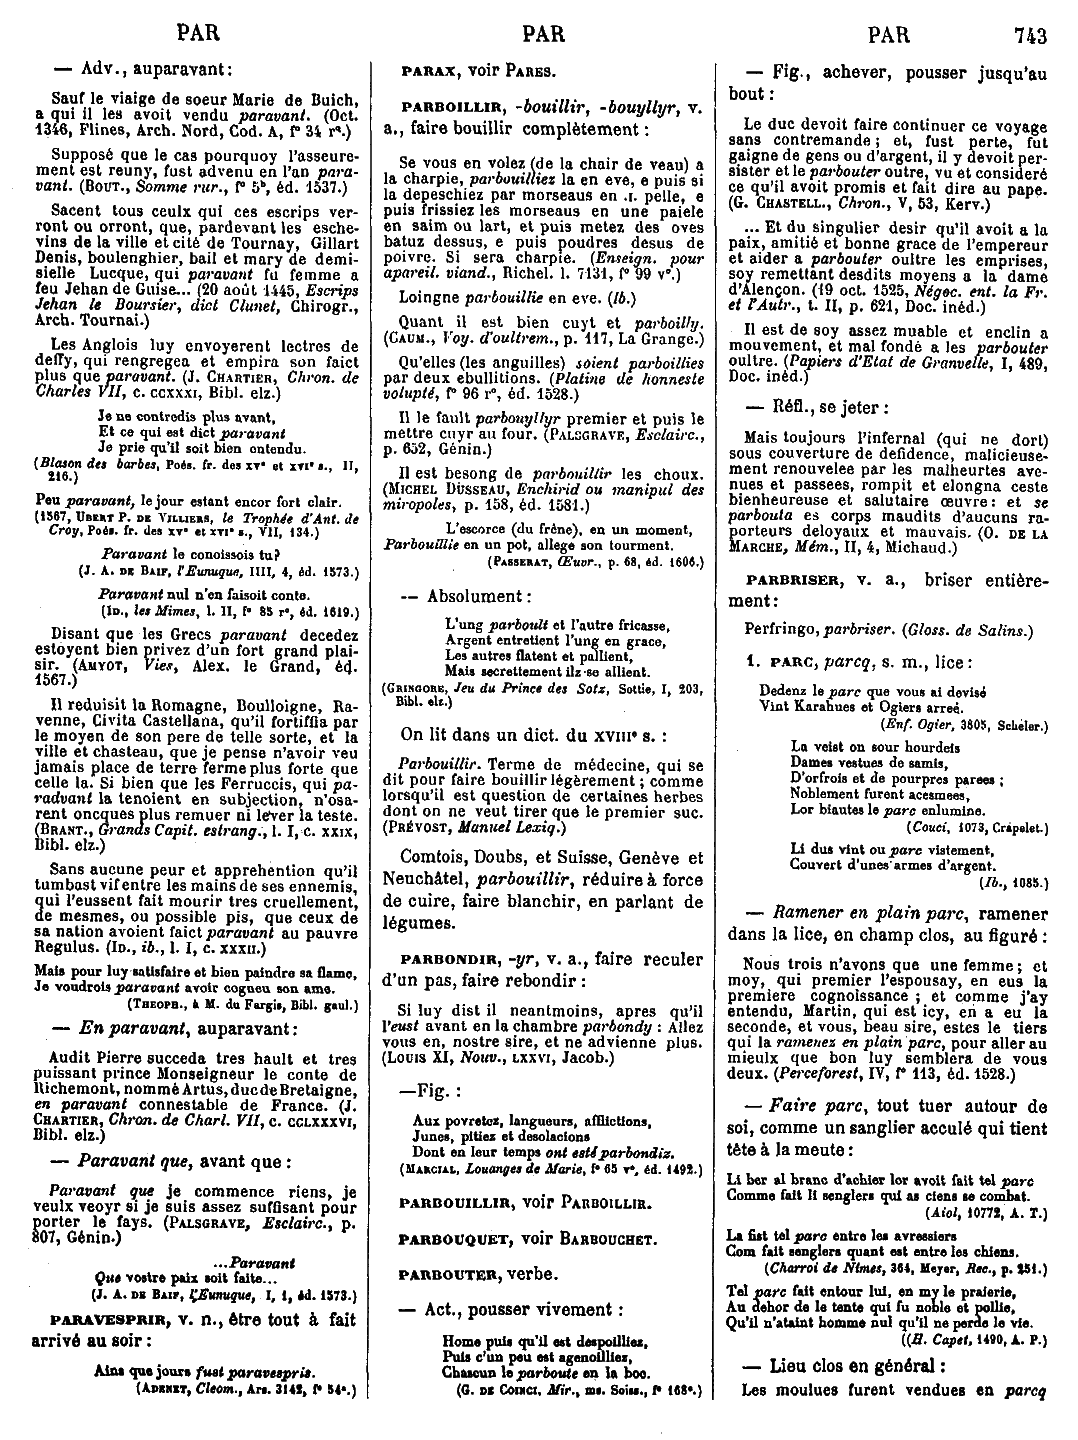 PAR
PAR
PAR
743
— Adv., auparavant :
Sauf le viaige de soeur Marie de Buich,
a qui il les avoit vendu paravant. (Oct.
1346, Flines, Arch. Nord, Cod. A, f° 34 r°.)
Supposé que le cas pourquoy l'asseure-
ment est reuny, fust advenu en l'an para-
vant. (BOUT., Somme rur., f° 5ᵇ, éd. 1537.)
Sacent tous ceulx qui ces escrips ver-
ront ou orront, que, pardevant les esche-
vins de la ville et cité de Tournay, Gillart
Denis, boulenghier, bail et mary de demi-
sielle Lucque, qui paravant fu femme a
feu Jehan de Guise... (20 août 1445, Escrips
Jehan le Boursier, dict Clunet, Chirogr.,
Arch. Tournai.)
Les Anglois luy envoyerent lectres de
deffy, qui rengregea et empira son faict
plus que paravant. (J. CHARTIER, Chron. de
Charles VII, c. CCXXXI, Bibl. elz.)
Je ne contredis plus avant,
Et ce qui est dict paravant
Je prie qu'il soit bien entendu.
(Blason des barbes, Poés. fr. des XVᵉ et XVIᵉ s., II,
216.)
Peu paravant, le jour estant encor fort clair.
(1567, UBERT P. DE VILLIERS, le Trophée d'Ant. de
Croy, Poés. fr. des XVᵉ et XVIᵉ s., VII, 134.)
Paravant le conoissois tu?
(J. A. DE BAIF, l'Eunuque, IIII, 4, éd. 1573.)
Paravant nul n'en faisoit conte.
(ID., les Mimes, l. II, f° 85 r°, éd. 1619.)
Disant que les Grecs paravant decedez
estoyent bien privez d'un fort grand plai-
sir. (AMYOT, Vies, Alex. le Grand, éd.
1567.)
Il reduisit la Romagne, Boulloigne, Ra-
venne, Civita Castellana, qu'il fortiffia par
le moyen de son pere de telle sorte, et la
ville et chasteau, que je pense n'avoir veu
jamais place de terre ferme plus forte que
celle la. Si bien que les Ferruccis, qui pa-
radvant la tenoient en subjection, n'osa-
rent oncques plus remuer ni lever la teste.
(BRANT., Grands Capit. estrang., l. I, c. XXIX,
Bibl. elz.)
Sans aucune peur et apprehention qu'il
tumbast vif entre les mains de ses ennemis,
qui l'eussent fait mourir tres cruellement,
de mesmes, ou possible pis, que ceux de
sa nation avoient faict paravant au pauvre
Regulus. (ID., ib., l. I, c. XXXII.)
Mais pour luy satisfaire et bien paindre sa flame,
Je voudrois paravant avoir cogneu son ame.
(THEOPH., à M. du Fargis, Bibl. gaul.)
— En paravant, auparavant :
Audit Pierre succeda tres hault et tres
puissant prince Monseigneur le conte de
Richemont, nommé Artus, duc de Bretaigne,
en paravant connestable de France. (J.
CHARTIER, Chron. de Charl. VII, c. CCLXXXVI,
Bibl. elz.)
— Paravant que, avant que :
Paravant que je commence riens, je
veulx veoyr si je suis assez suffisant pour
porter le fays. (PALSGRAVE, Esclairc., p.
807, Génin.)
...Paravant
Que vostre paix soit faite...
(J. A. DE BAIF, l'Eunuque, I, 1, éd. 1573.)
PARAVESPRIR, v. n., être tout à fait
arrivé au soir :
Ains que jours fust paravespris.
(ADENET, Cleom., Ars. 3142, f° 54ᵃ.)
PARAX, voir PARES.
PARBOILLIR, -bouillir, -bouyllyr, v.
a., faire bouillir complètement :
Se vous en volez (de la chair de veau) a
la charpie, parbouilliez la en eve, e puis si
la depeschiez par morseaus en .I. pelle, e
puis frissiez les morseaus en une paiele
en saim ou lart, et puis metez des oves
batuz dessus, e puis poudres desus de
poivre. Si sera charpie. (Enseign. pour
apareil. viand., Richel. l. 7131, f° 99 v°.)
Loingne parbouillie en eve. (Ib.)
Quant il est bien cuyt et parboilly.
(CAUM., Voy. d'oultrem., p. 117, La Grange.)
Qu'elles (les anguilles) soient parboillies
par deux ebullitions. (Platine de honneste
volupté, f° 96 r°, éd. 1528.)
Il le fault parbouyllyr premier et puis le
mettre cuyr au four. (PALSGRAVE, Esclairc.,
p. 652, Génin.)
Il est besong de parbouillir les choux.
(MICHEL DUSSEAU, Enchirid ou manipul des
miropoles, p. 158, éd. 1581.)
L'escorce (du frêne), en un moment,
Parbouillie en un pot, allege son tourment.
(PASSERAT, Œuvr., p. 68, éd. 1606.)
— Absolument :
L'ung parboult et l'autre fricasse,
Argent entretient l'ung en grace,
Les autres flatent et pallient,
Mais secrettement ilz se allient.
(GRINGORE, Jeu du Prince des Sotz, Sottie, I, 203,
Bibl. elz.)
On lit dans un dict. du XVIIIᵉ s. :
Parbouillir. Terme de médecine, qui se
dit pour faire bouillir légèrement ; comme
lorsqu'il est question de certaines herbes
dont on ne veut tirer que le premier suc.
(PRÉVOST, Manuel Lexiq.)
Comtois, Doubs, et Suisse, Genève et
Neuchâtel, parbouillir, réduire à force
de cuire, faire blanchir, en parlant de
légumes.
PARBONDIR, -yr, v. a., faire reculer
d'un pas, faire rebondir :
Si luy dist il neantmoins, apres qu'il
l'eust avant en la chambre parbondy : Allez
vous en, nostre sire, et ne advienne plus.
(LOUIS XI, Nouv., LXXVI, Jacob.)
— Fig. :
Aux povretez, langueurs, afflictions,
Junes, pitiez et desolacions
Dont en leur temps ont esté parbondiz.
(MARCIAL, Louanges de Marie, f° 65 v°, éd. 1492.)
PARBOUILLIR, voir PARBOILLIR.
PARBOUQUET, voir BARBOUCHET.
PARBOUTER, verbe.
— Act., pousser vivement :
Home puis qu'il est despoilliez,
Puis c'un peu est agenoilliez,
Chascun le parboute en la boe.
(G. DE COINCI, Mir., ms. Soiss., f° 168ᵉ.)
— Fig., achever, pousser jusqu'au
bout :
Le duc devoit faire continuer ce voyage
sans contremande ; et, fust perte, fut
gaigne de gens ou d'argent, il y devoit per-
sister et le parbouter outre, vu et consideré
ce qu'il avoit promis et fait dire au pape.
(G. CHASTELL., Chron., V, 53, Kerv.)
... Et du singulier desir qu'il avoit a la
paix, amitié et bonne grace de l'empereur
et aider a parbouter oultre les emprises,
soy remettant desdits moyens a la dame
d'Alençon. (19 oct. 1525, Négoc. ent. la Fr.
et l'Autr., t. II, p. 621, Doc. inéd.)
Il est de soy assez muable et enclin a
mouvement, et mal fondé a les parbouter
oultre. (Papiers d'Etat de Granvelle, I, 489,
Doc. inéd.)
— Réfl., se jeter :
Mais toujours l'infernal (qui ne dort)
sous couverture de defidence, malicieuse-
ment renouvelee par les malheurtes ave-
nues et passees, rompit et elongna ceste
bienheureuse et salutaire œuvre : et se
parbouta es corps maudits d'aucuns ra-
porteurs deloyaux et mauvais. (O. DE LA
MARCHE, Mém., II, 4, Michaud.)
PARBRISER, v. a., briser entière-
ment :
Perfringo, parbriser. (Gloss. de Salins.)
1. PARC, parcq, s. m., lice :
Dedenz le parc que vous ai devisé
Vint Karahues et Ogiers arreé.
(Enf. Ogier, 3805, Scheler.)
La veist on sour hourdeis
Dames vestues de samis,
D'orfrois et de pourpres parees ;
Noblement furent acesmees,
Lor biautes le parc enlumine.
(Couci, 1073, Crapelet.)
Li dus vint ou parc vistement,
Couvert d'unes armes d'argent.
(Ib., 1085.)
— Ramener en plain parc, ramener
dans la lice, en champ clos, au figuré :
Nous trois n'avons que une femme ; et
moy, qui premier l'espousay, en eus la
premiere cognoissance ; et comme j'ay
entendu, Martin, qui est icy, en a eu la
seconde, et vous, beau sire, estes le tiers
qui la ramenez en plain parc, pour aller au
mieulx que bon luy semblera de vous
deux. (Perceforest, IV, f° 113, éd. 1528.)
— Faire parc, tout tuer autour de
soi, comme un sanglier acculé qui tient
tête à la meute :
Li ber al branc d'achier lor avoit fait tel parc
Comme fait li senglers qui as ciens se combat.
(Aiol, 10772, A. T.)
La fist tel parc entre les avressiers
Com fait senglers quant est entre les chiens.
(Charroi de Nîmes, 364, Meyer, Rec., p. 251.)
Tel parc fait entour lui, en my le praierie,
Au dehor de le tente qui fu noble et pollie,
Qu'il n'ataint homme nul qu'il ne perde le vie.
((H. Capet, 1490, A. P.)
— Lieu clos en général :
Les moulues furent vendues en parcq